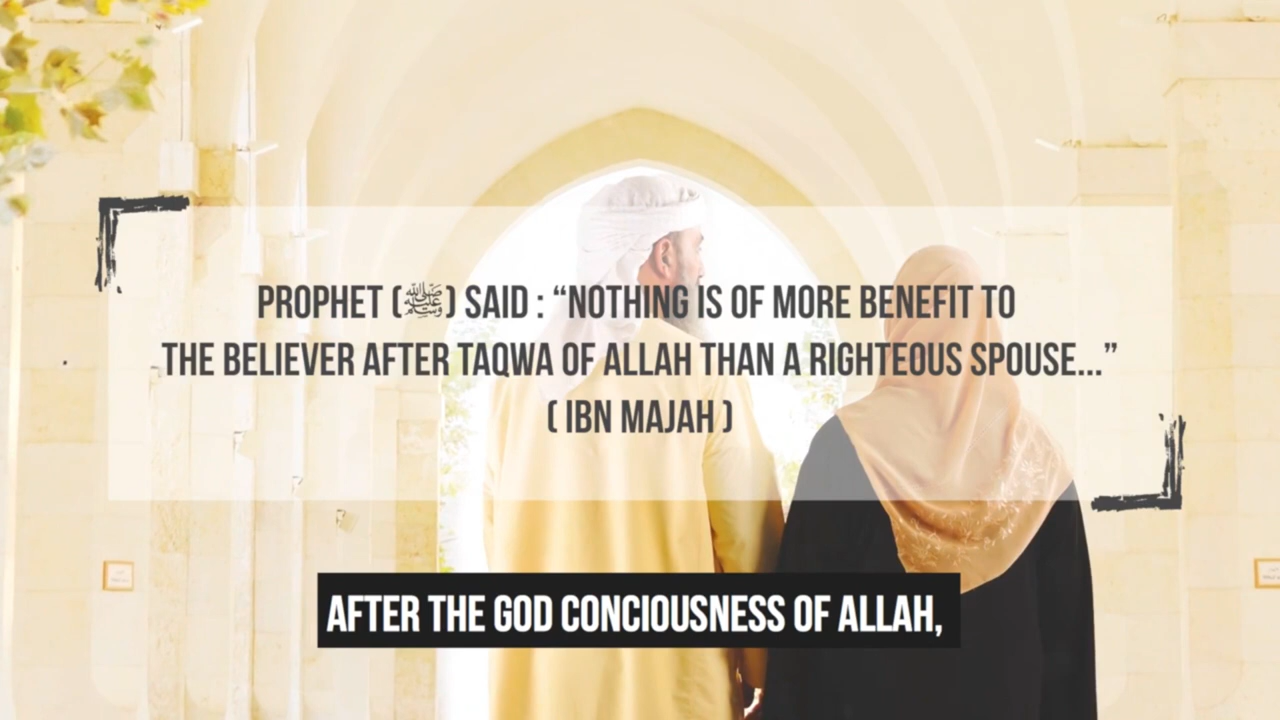 PROPHET (ﷺ) SAID : “NOTHING IS OF MORE BENEFIT TO
THE BELIEVER AFTER TAQWA OF ALLAH THAN A RIGHTEOUS SPOUSE...”
( IBN MAJAH )
AFTER THE GOD CONCIOUSNESS OF ALLAH,